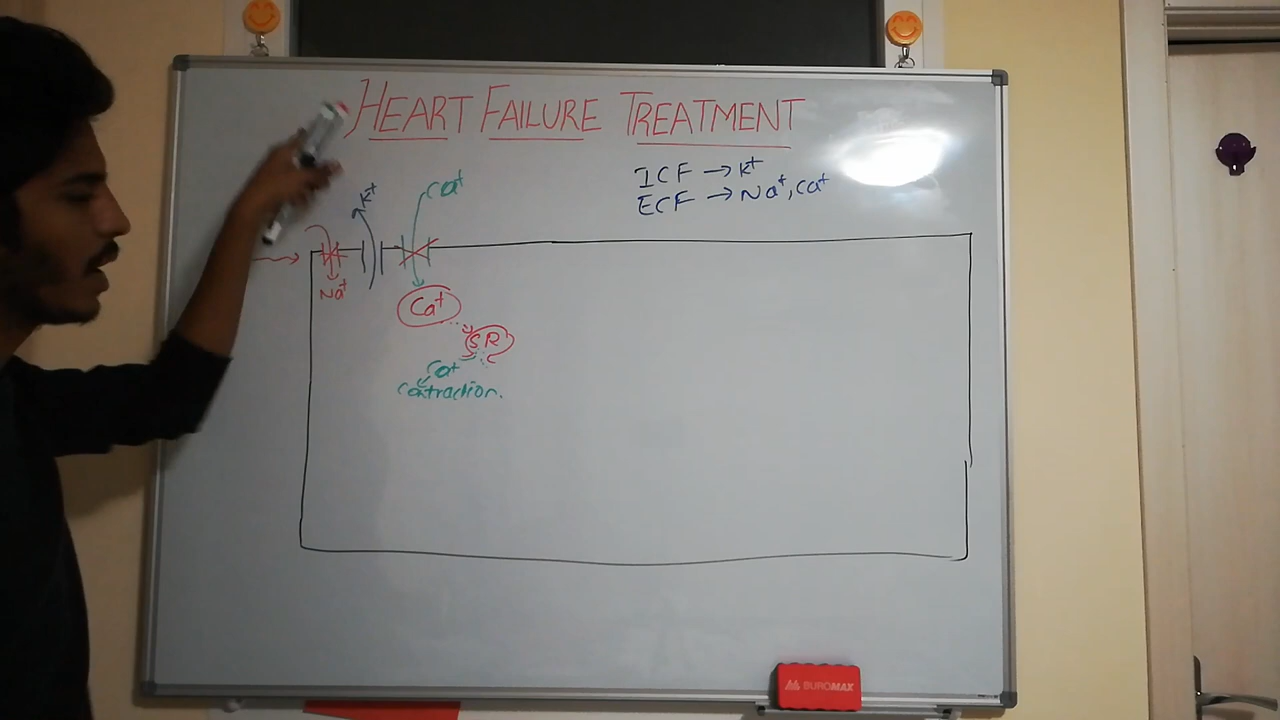 HEART FAILURE TREATMENT
ICF → K⁺
ECF → Na⁺, Ca⁺
K⁺
Ca⁺
Na⁺
Ca⁺
SR
Ca⁺
contraction.
BUROMAX